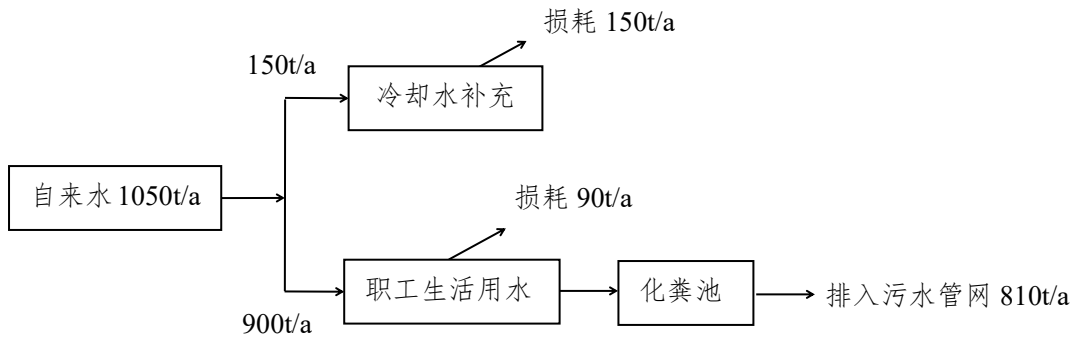 损耗 150t/a
150t/a
冷却水补充
自来水 1050t/a
损耗 90t/a
职工生活用水
化粪池
排入污水管网 810t/a
900t/a